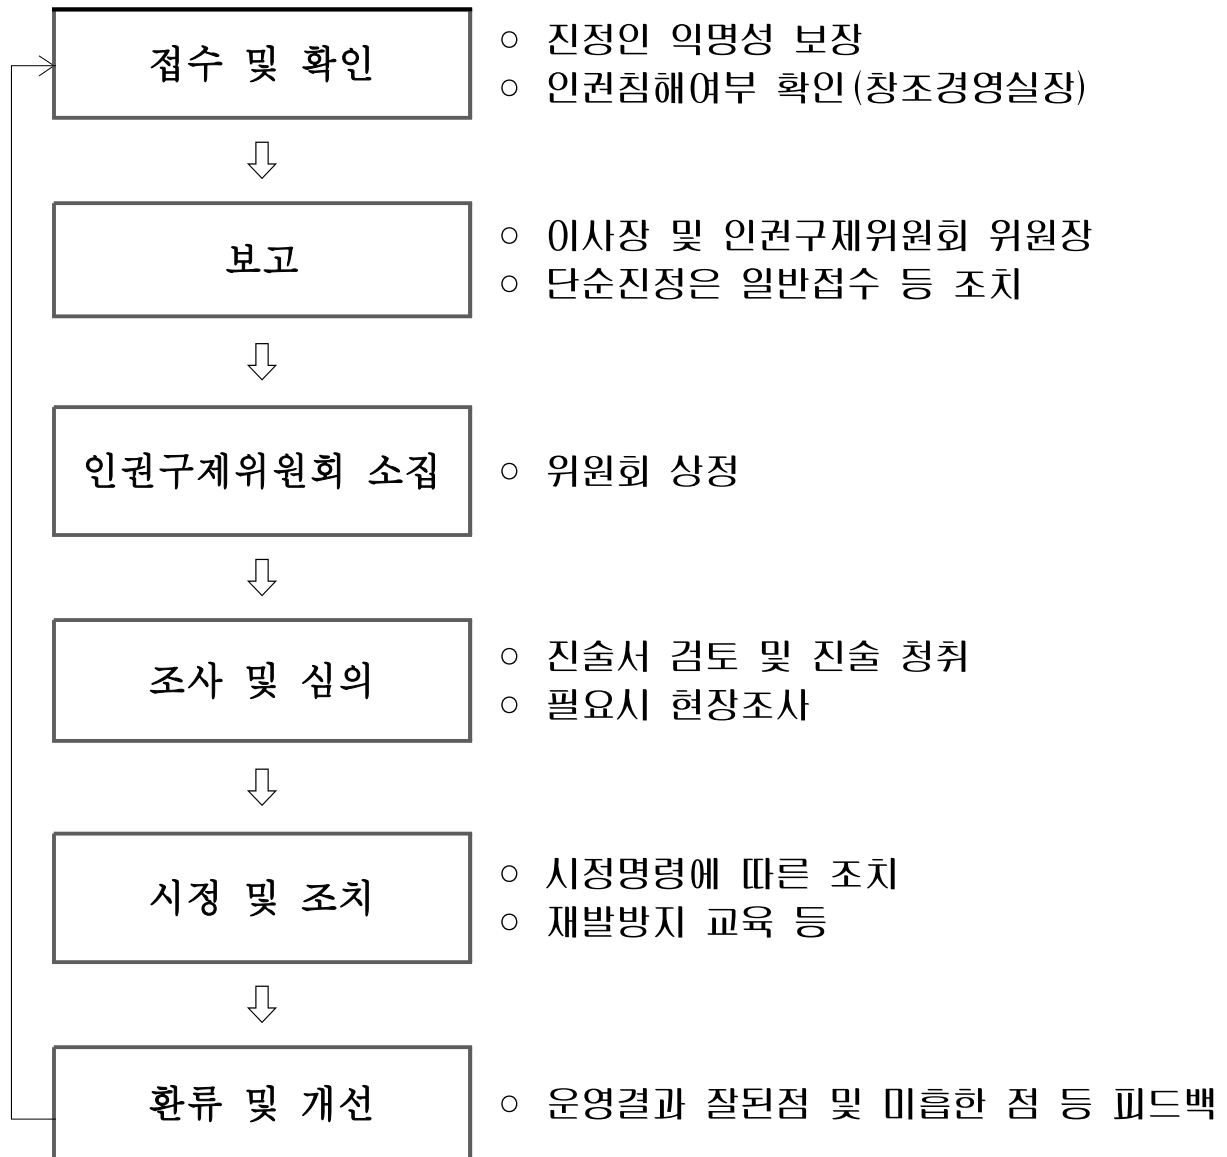 접수 및 확인
○ 진정인 익명성 보장
○ 인권침해여부 확인(창조경영실장)
보고
○ 이사장 및 인권구제위원회 위원장
○ 단순진정은 일반접수 등 조치
인권구제위원회 소집
○ 위원회 상정
조사 및 심의
○ 진술서 검토 및 진술 청취
○ 필요시 현장조사
시정 및 조치
○ 시정명령에 따른 조치
○ 재발방지 교육 등
환류 및 개선
○ 운영결과 잘된점 및 미흡한 점 등 피드백